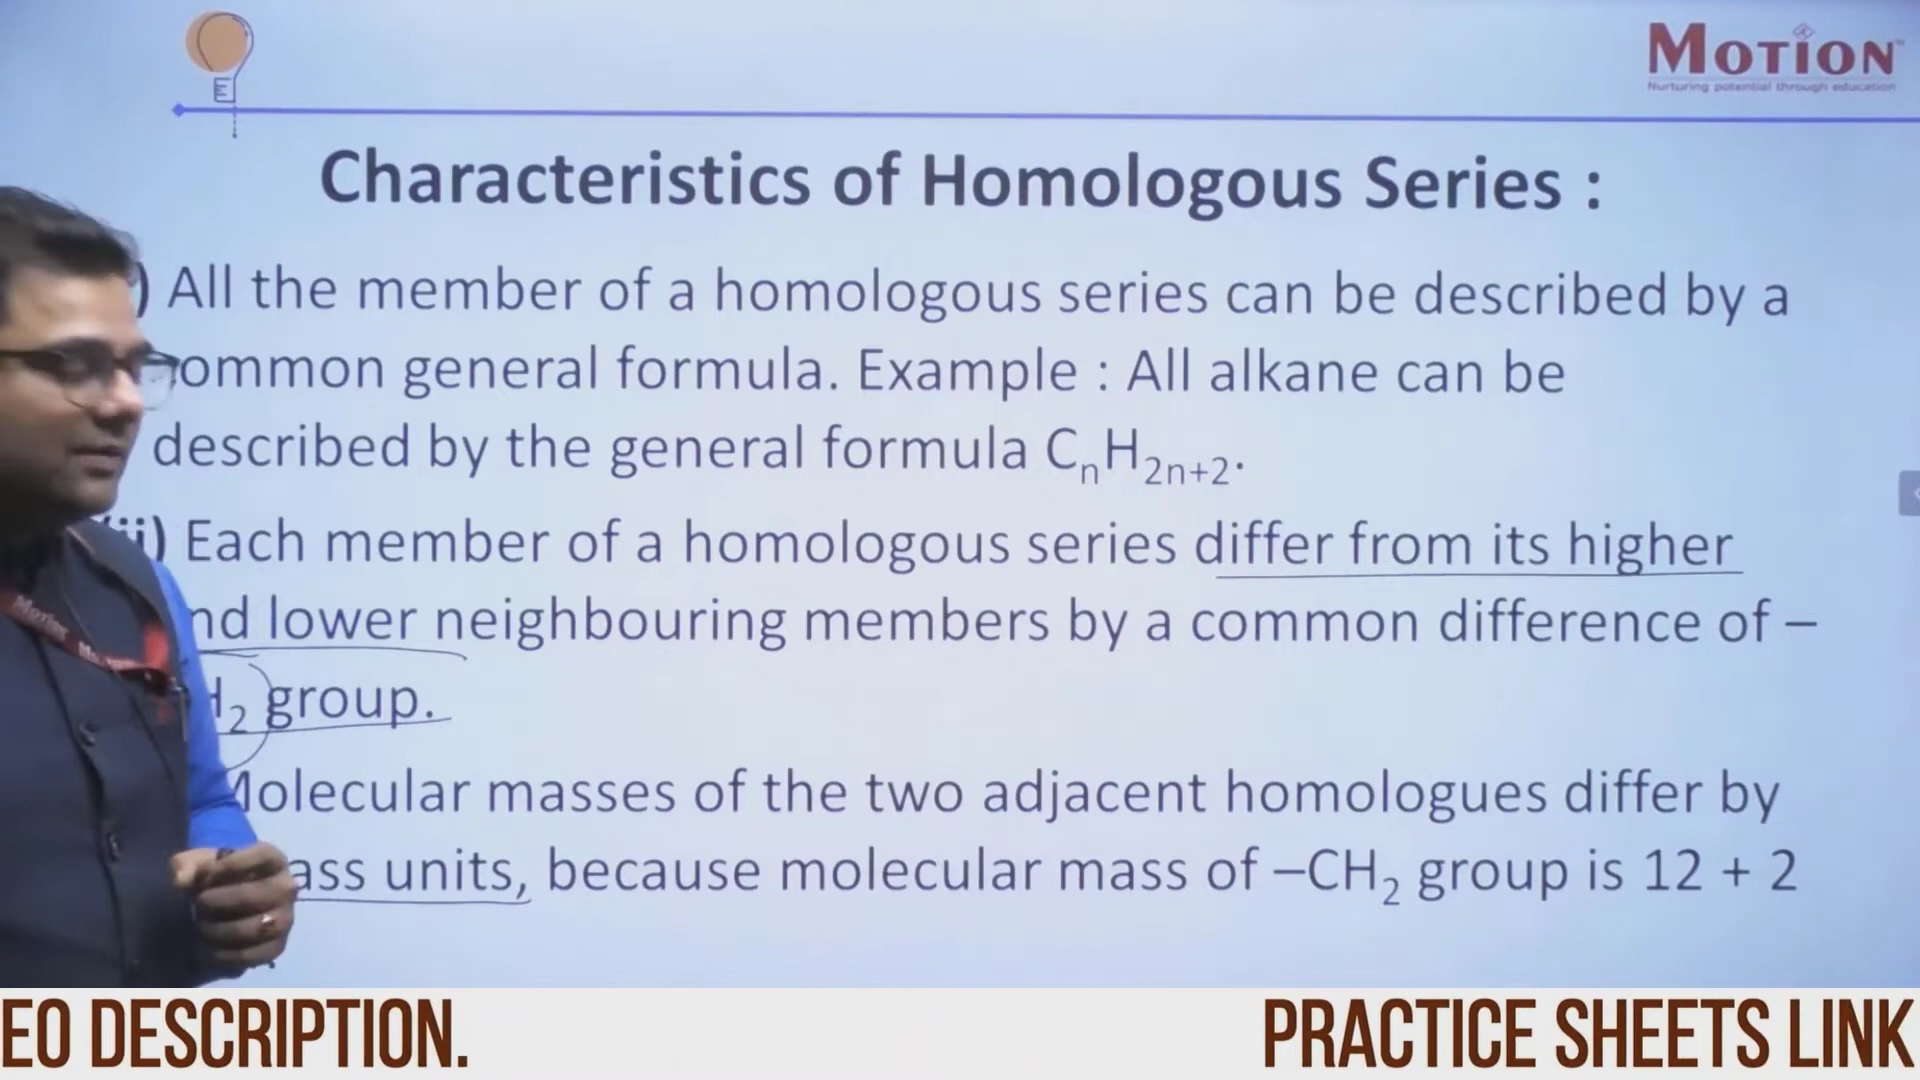 MOTION
Nurturing potential through education
Characteristics of Homologous Series :
) All the member of a homologous series can be described by a
ommon general formula. Example : All alkane can be
described by the general formula CₙH₂ₙ₊₂.
ii) Each member of a homologous series differ from its higher
nd lower neighbouring members by a common difference of –
H₂ group.
Molecular masses of the two adjacent homologues differ by
ass units, because molecular mass of –CH₂ group is 12 + 2
EO DESCRIPTION.
PRACTICE SHEETS LINK